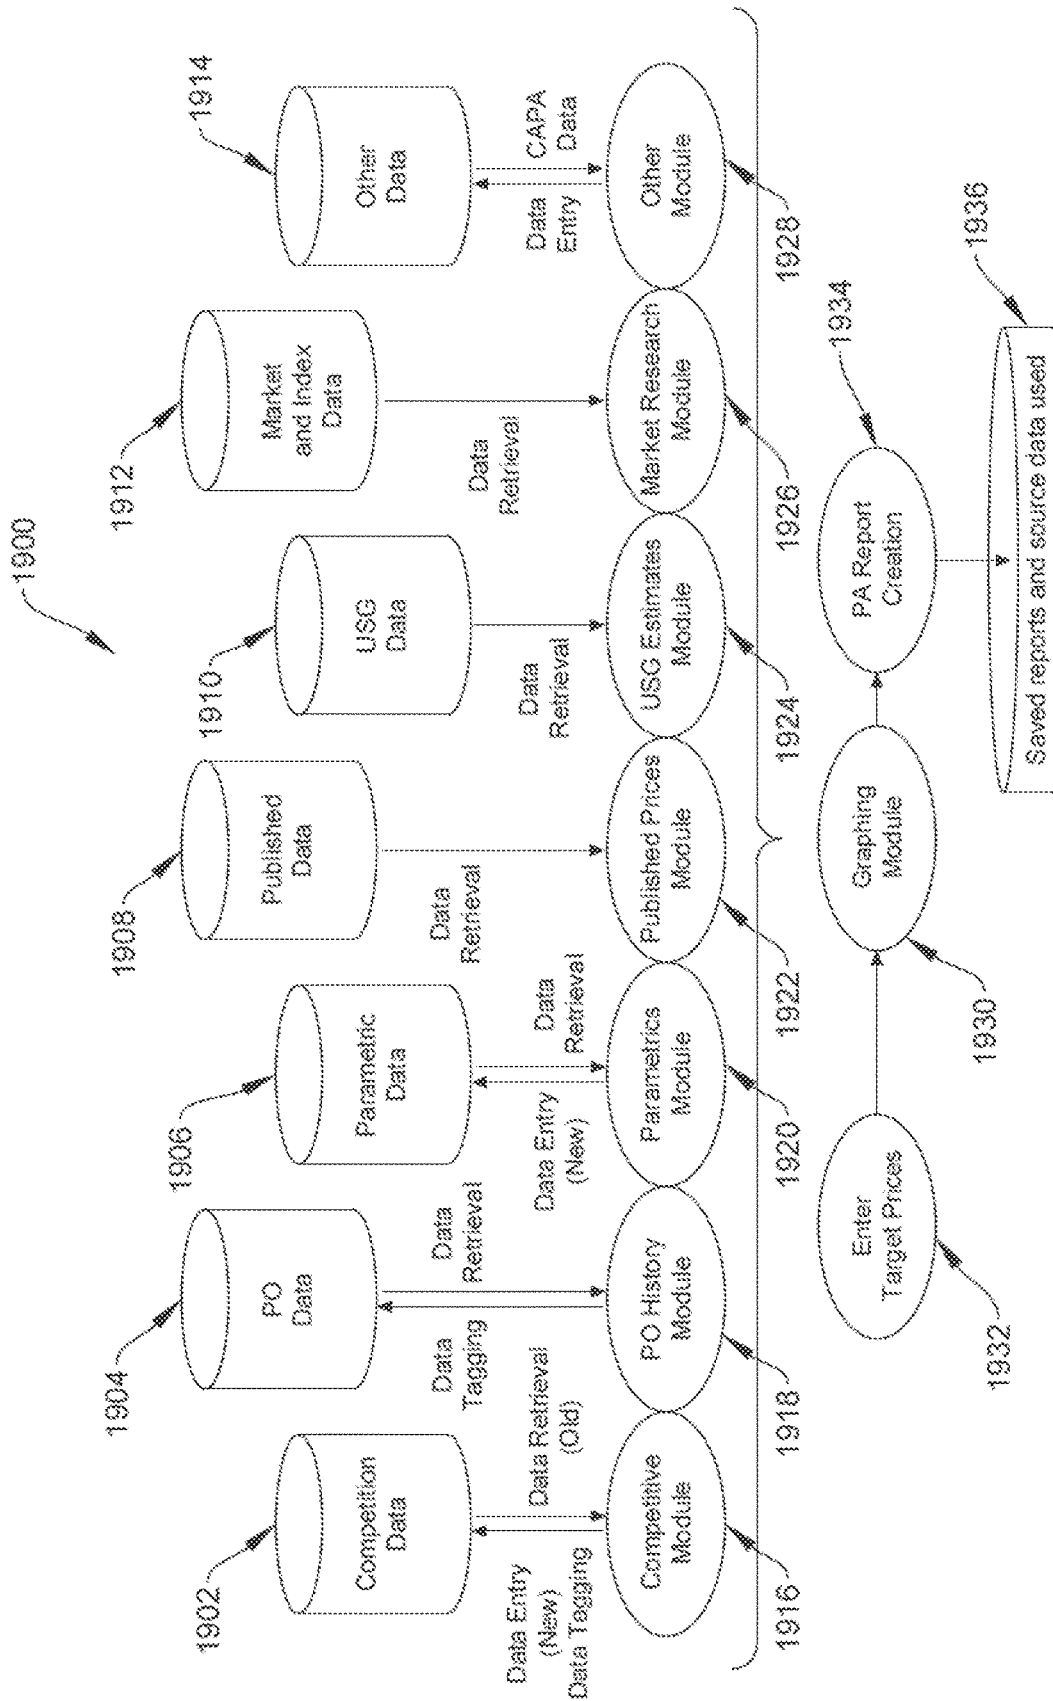 1900
1902
1904
1906
1908
1910
1912
1914
Competition
Data
PO
Data
Parametric
Data
Published
Data
USG
Data
Market
and Index
Data
Other
Data
Data Entry
(New)
Data Tagging
Data Retrieval
(Old)
Data
Tagging
Data
Retrieval
Data Entry
(New)
Data
Retrieval
Data
Retrieval
Data
Retrieval
Data
Retrieval
Data
Entry
CAPA
Data
Competitive
Module
PO History
Module
Parametrics
Module
Published Prices
Module
USG Estimates
Module
Market Research
Module
Other
Module
1916
1918
1920
1922
1924
1926
1928
Enter
Target Prices
Graphing
Module
PA Report
Creation
1932
1930
1934
1936
Saved reports and source data used